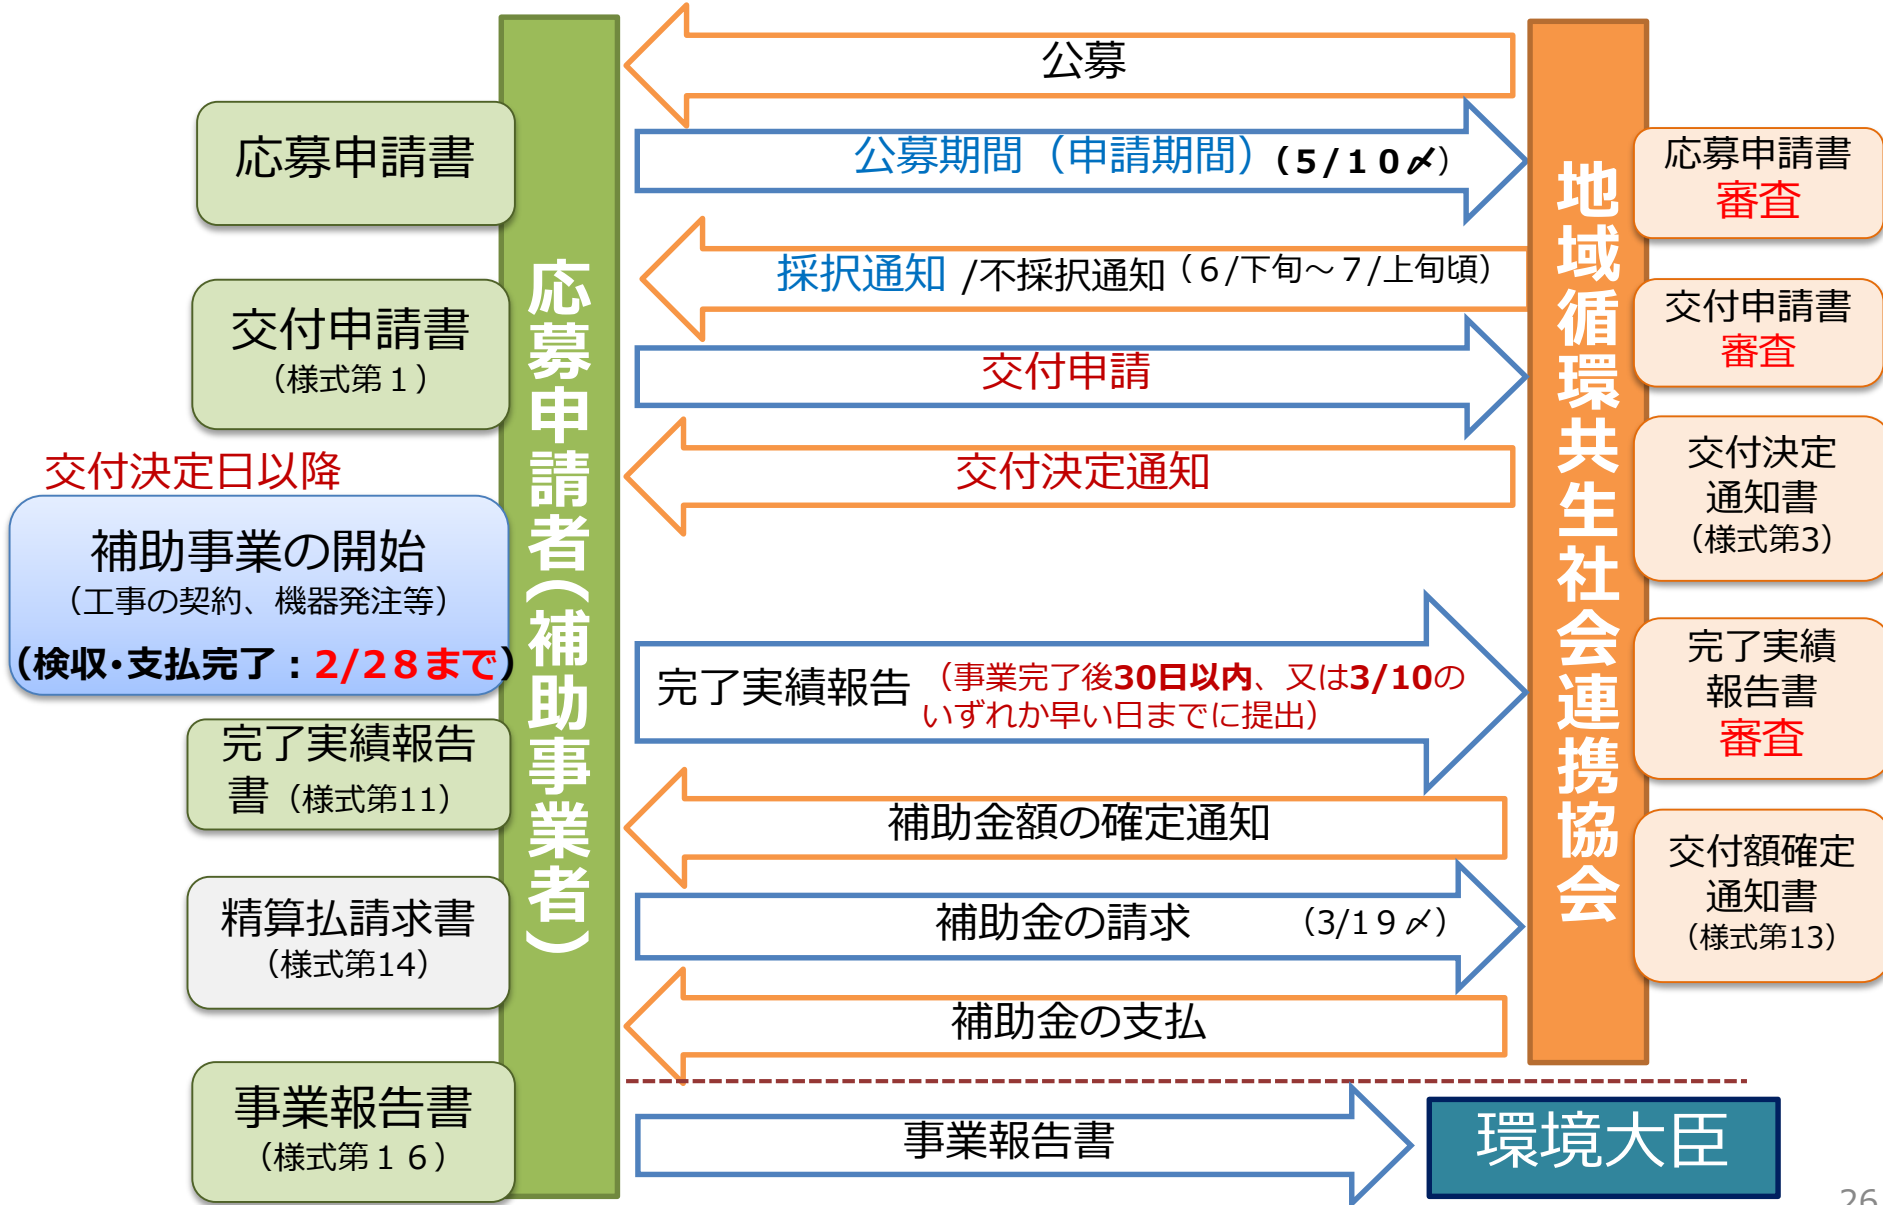 公募
応募申請書
公募期間（申請期間）（5/１０〆）
応募申請書
審査
採択通知 /不採択通知（６/下旬～７/上旬頃）
交付申請書
（様式第１）
交付申請書
審査
交付申請
交付決定通知
交付決定
通知書
（様式第3）
交付決定日以降
補助事業の開始
（工事の契約、機器発注等）
（検収･支払完了：2/2８まで）
応募申請者（補助事業者）
地域循環共生社会連携協会
完了実績報告 （事業完了後30日以内、又は3/10の
いずれか早い日までに提出）
完了実績
報告書
審査
完了実績報告
書（様式第11）
補助金額の確定通知
交付額確定
通知書
（様式第13）
精算払請求書
（様式第14）
補助金の請求 （3/1９〆）
補助金の支払
事業報告書
（様式第１６）
事業報告書
環境大臣
26